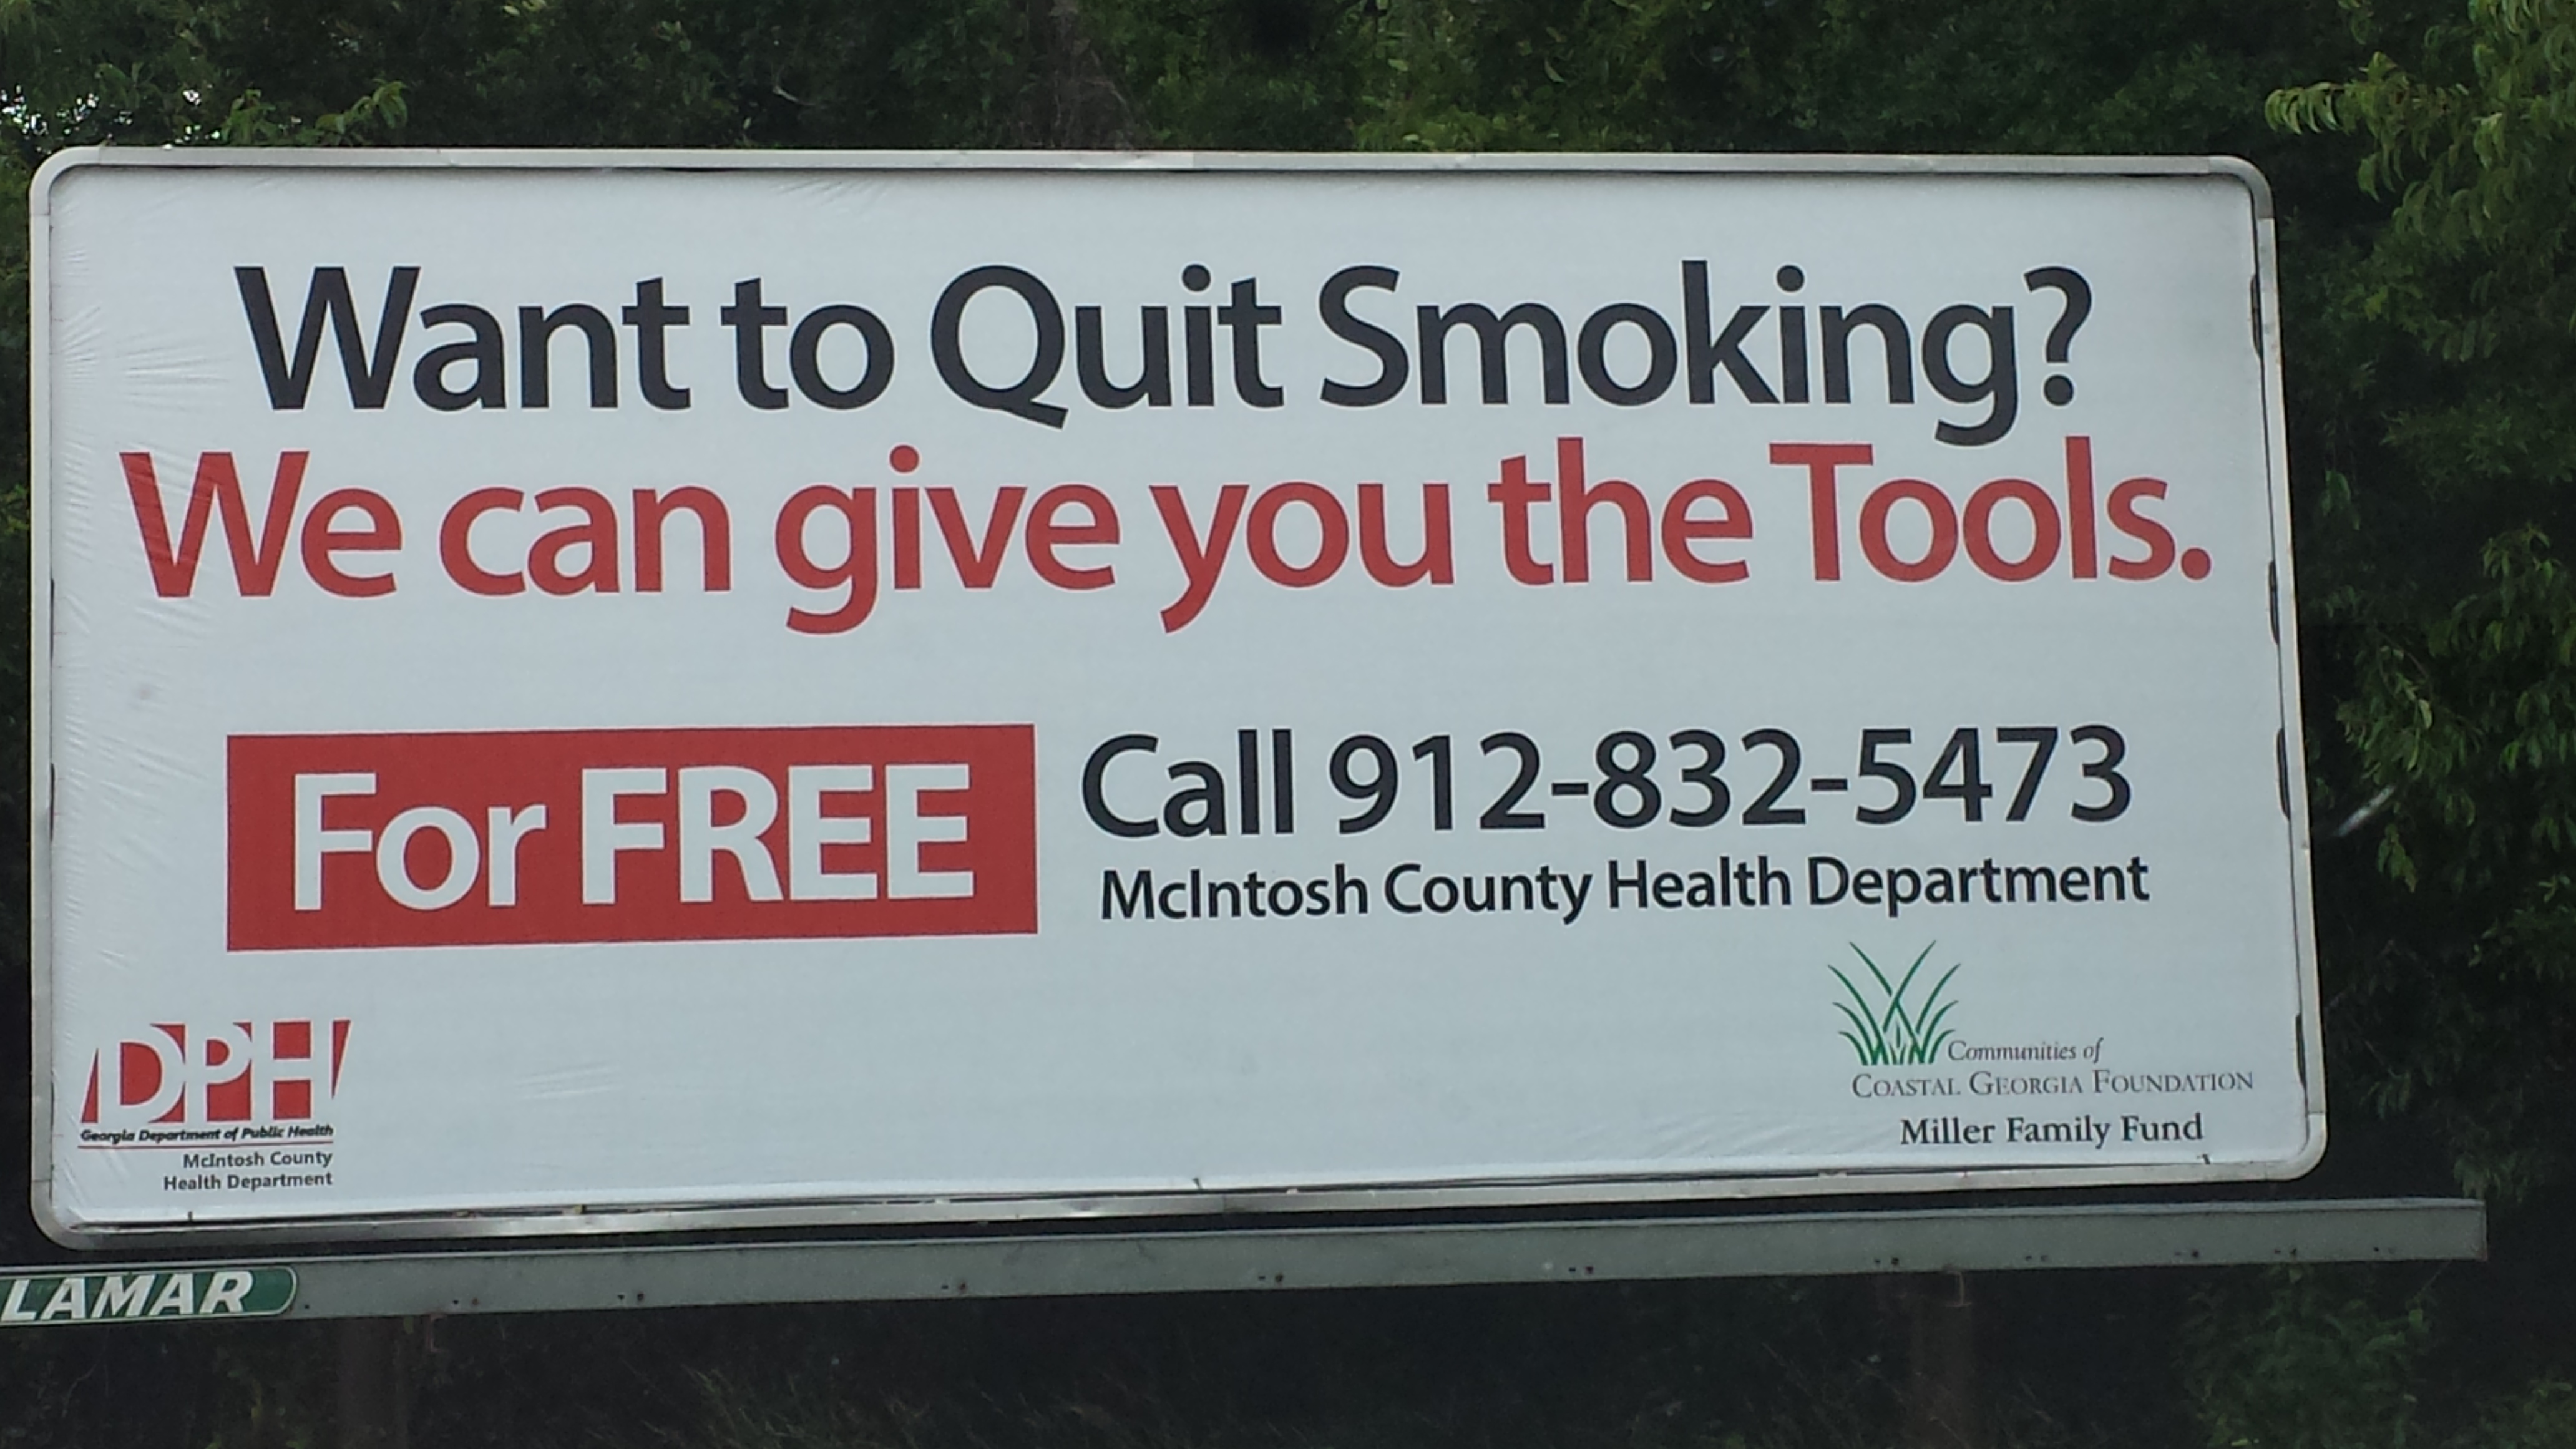 Want to Quit Smoking?
We can give you the Tools.
For FREE
Call 912-832-5473
McIntosh County Health Department
DPH
Georgia Department of Public Health
McIntosh County
Health Department
Communities of
COASTAL GEORGIA FOUNDATION
Miller Family Fund
LAMAR